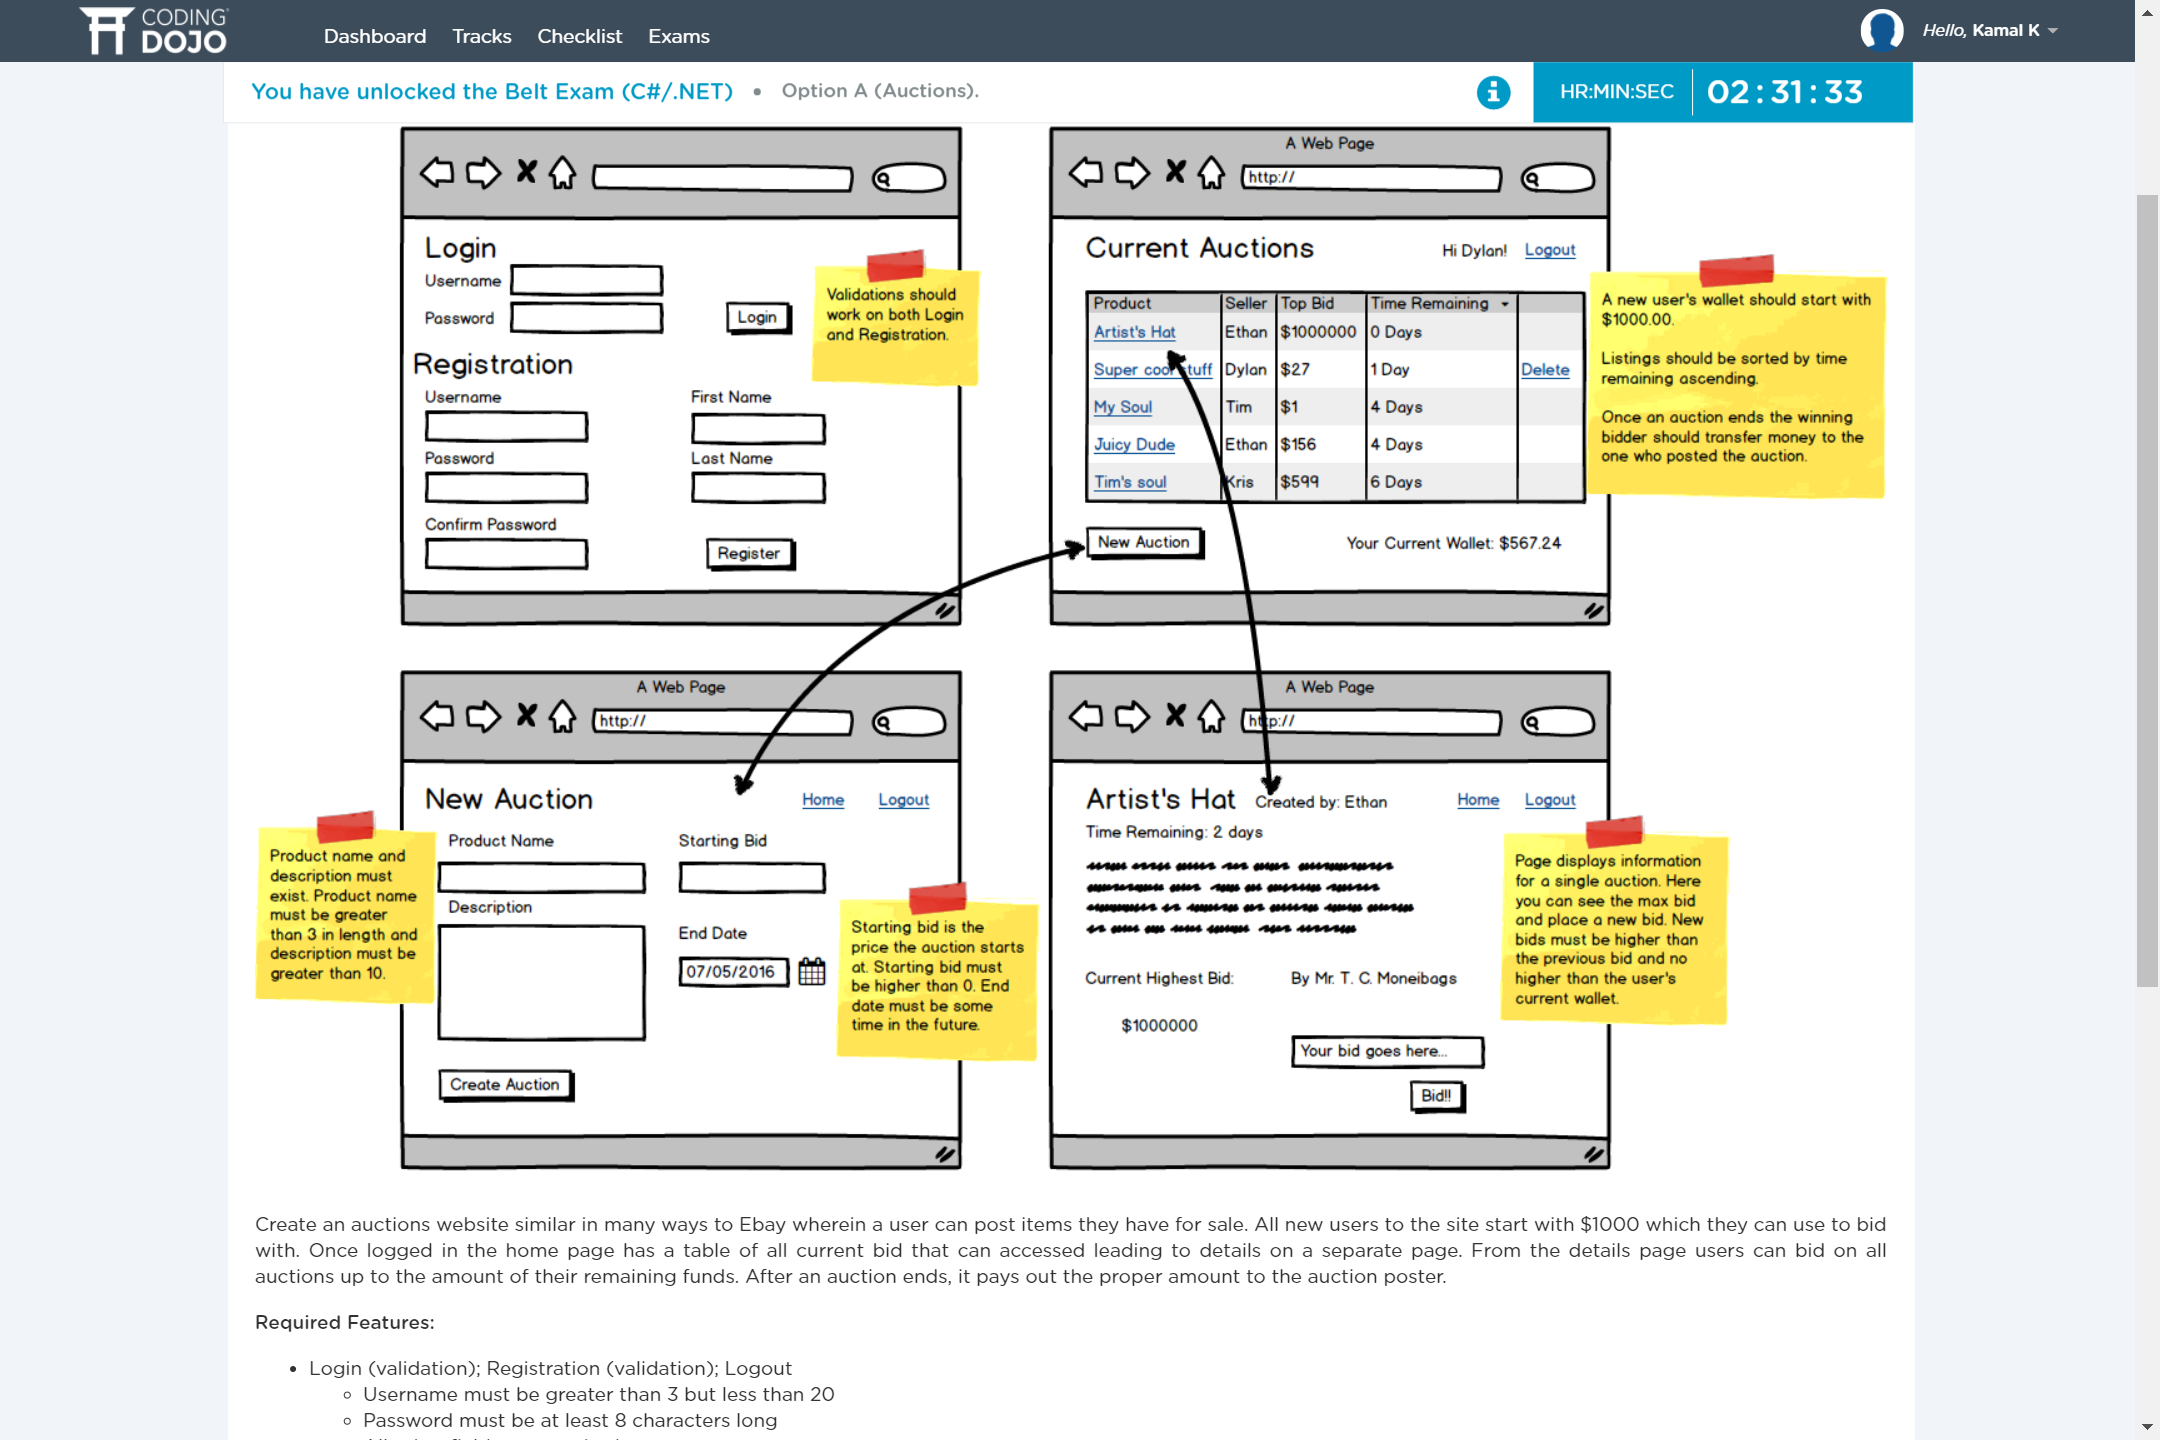 CODING DOJO
Dashboard Tracks Checklist Exams
Hello, Kamal K
You have unlocked the Belt Exam (C#/.NET) • Option A (Auctions).
HR:MIN:SEC 02 : 31 : 33
Login
Username
Password
Login
Registration
Username
First Name
Password
Last Name
Confirm Password
Register
Validations should
work on both Login
and Registration.
A Web Page
http://
Current Auctions
Hi Dylan! Logout
Product Seller Top Bid Time Remaining
Artist's Hat Ethan $1000000 0 Days
Super cool stuff Dylan $27 1 Day Delete
My Soul Tim $1 4 Days
Juicy Dude Ethan $156 4 Days
Tim's soul Kris $599 6 Days
New Auction
Your Current Wallet: $567.24
A new user's wallet should start with
$1000.00.
Listings should be sorted by time
remaining ascending.
Once an auction ends the winning
bidder should transfer money to the
one who posted the auction.
A Web Page
http://
New Auction
Home Logout
Product Name
Starting Bid
Description
End Date
07/05/2016
Create Auction
Product name and
description must
exist. Product name
must be greater
than 3 in length and
description must be
greater than 10.
Starting bid is the
price the auction starts
at. Starting bid must
be higher than 0. End
date must be some
time in the future.
A Web Page
http://
Artist's Hat Created by: Ethan
Home Logout
Time Remaining: 2 days
Current Highest Bid: By Mr. T. C. Moneibags
$1000000
Your bid goes here...
Bid!!
Page displays information
for a single auction. Here
you can see the max bid
and place a new bid. New
bids must be higher than
the previous bid and no
higher than the user's
current wallet.
Create an auctions website similar in many ways to Ebay wherein a user can post items they have for sale. All new users to the site start with $1000 which they can use to bid
with. Once logged in the home page has a table of all current bid that can accessed leading to details on a separate page. From the details page users can bid on all
auctions up to the amount of their remaining funds. After an auction ends, it pays out the proper amount to the auction poster.
Required Features:
• Login (validation); Registration (validation); Logout
◦ Username must be greater than 3 but less than 20
◦ Password must be at least 8 characters long